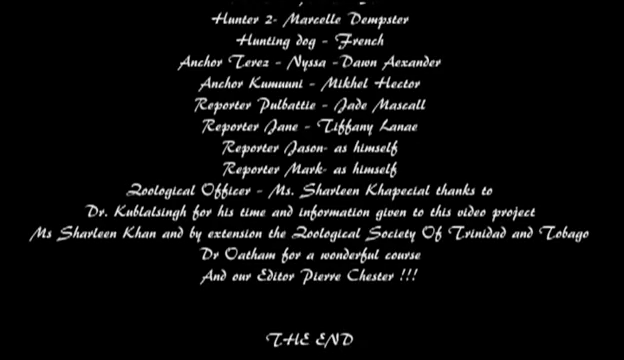 Hunter 2- Marcelle Dempster
Hunting dog - French
Anchor Terez - Nyssa -Dawn Aexander
Anchor Kumuuni - Mikhel Hector
Reporter Pulbattie - Jade Mascall
Reporter Jane - Tiffany Lanae
Reporter Jason- as himself
Reporter Mark- as himself
Zoological Officer - Ms. Sharleen Khapecial thanks to
Dr. Kublalsingh for his time and information given to this video project
Ms Sharleen Khan and by extension the Zoological Society Of Trinidad and Tobago
Dr Oatham for a wonderful course
And our Editor Pierre Chester !!!
THE END